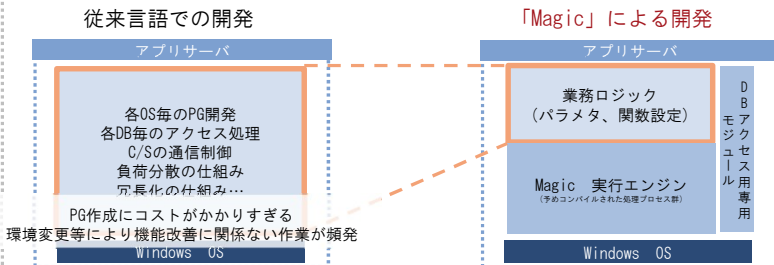 従来言語での開発
アプリサーバ
各OS毎のPG開発
各DB毎のアクセス処理
C/Sの通信制御
負荷分散の仕組み
冗長化の仕組み…
PG作成にコストがかかりすぎる
環境変更等により機能改善に関係ない作業が頻発
Windows OS
「Magic」による開発
アプリサーバ
業務ロジック
(パラメタ、関数設定)
Magic 実行エンジン
(予めコンパイルされた処理プロセス群)
DBアクセス用専用
モジュール
Windows OS